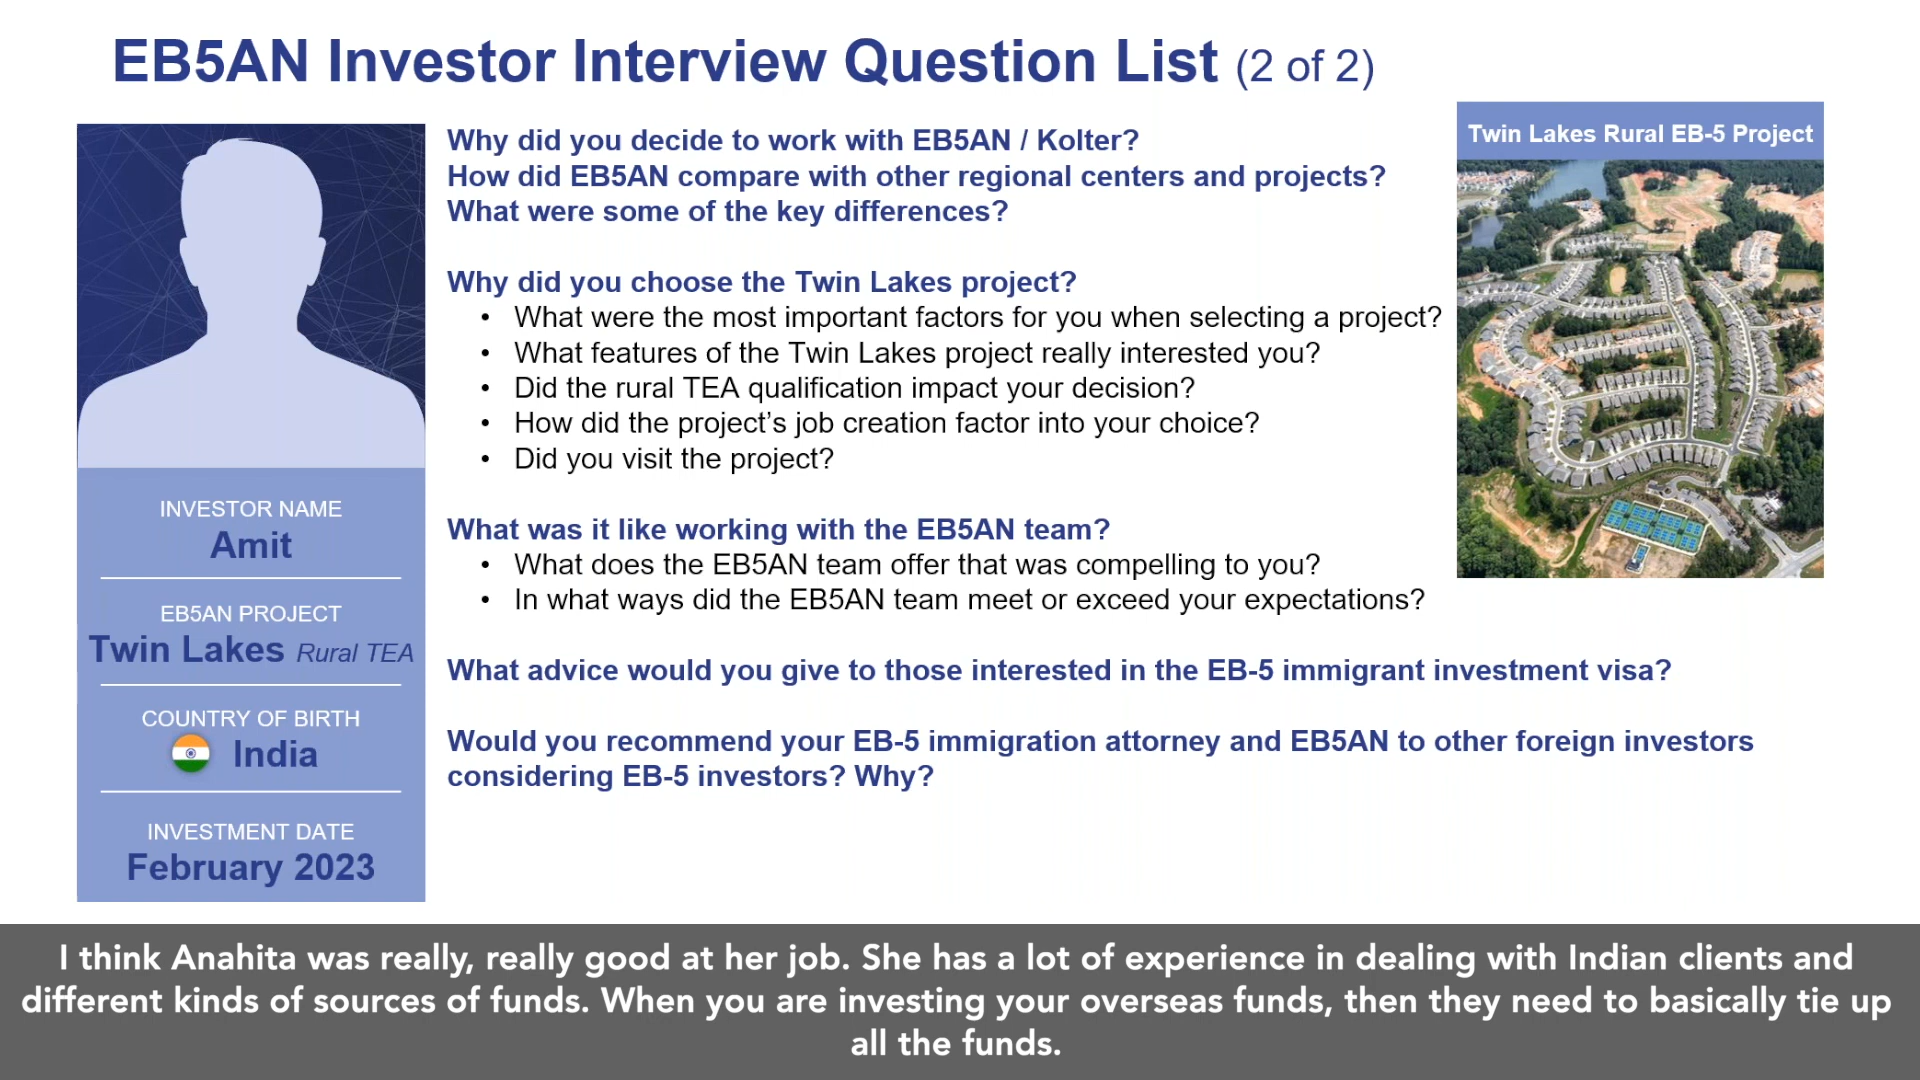 EB5AN Investor Interview Question List (2 of 2)
Why did you decide to work with EB5AN / Kolter?
How did EB5AN compare with other regional centers and projects?
What were some of the key differences?
Why did you choose the Twin Lakes project?
• What were the most important factors for you when selecting a project?
• What features of the Twin Lakes project really interested you?
• Did the rural TEA qualification impact your decision?
• How did the project’s job creation factor into your choice?
• Did you visit the project?
What was it like working with the EB5AN team?
• What does the EB5AN team offer that was compelling to you?
• In what ways did the EB5AN team meet or exceed your expectations?
What advice would you give to those interested in the EB-5 immigrant investment visa?
Would you recommend your EB-5 immigration attorney and EB5AN to other foreign investors
considering EB-5 investors? Why?
Twin Lakes Rural EB-5 Project
INVESTOR NAME
Amit
EB5AN PROJECT
Twin Lakes Rural TEA
COUNTRY OF BIRTH
India
INVESTMENT DATE
February 2023
I think Anahita was really, really good at her job. She has a lot of experience in dealing with Indian clients and
different kinds of sources of funds. When you are investing your overseas funds, then they need to basically tie up
all the funds.